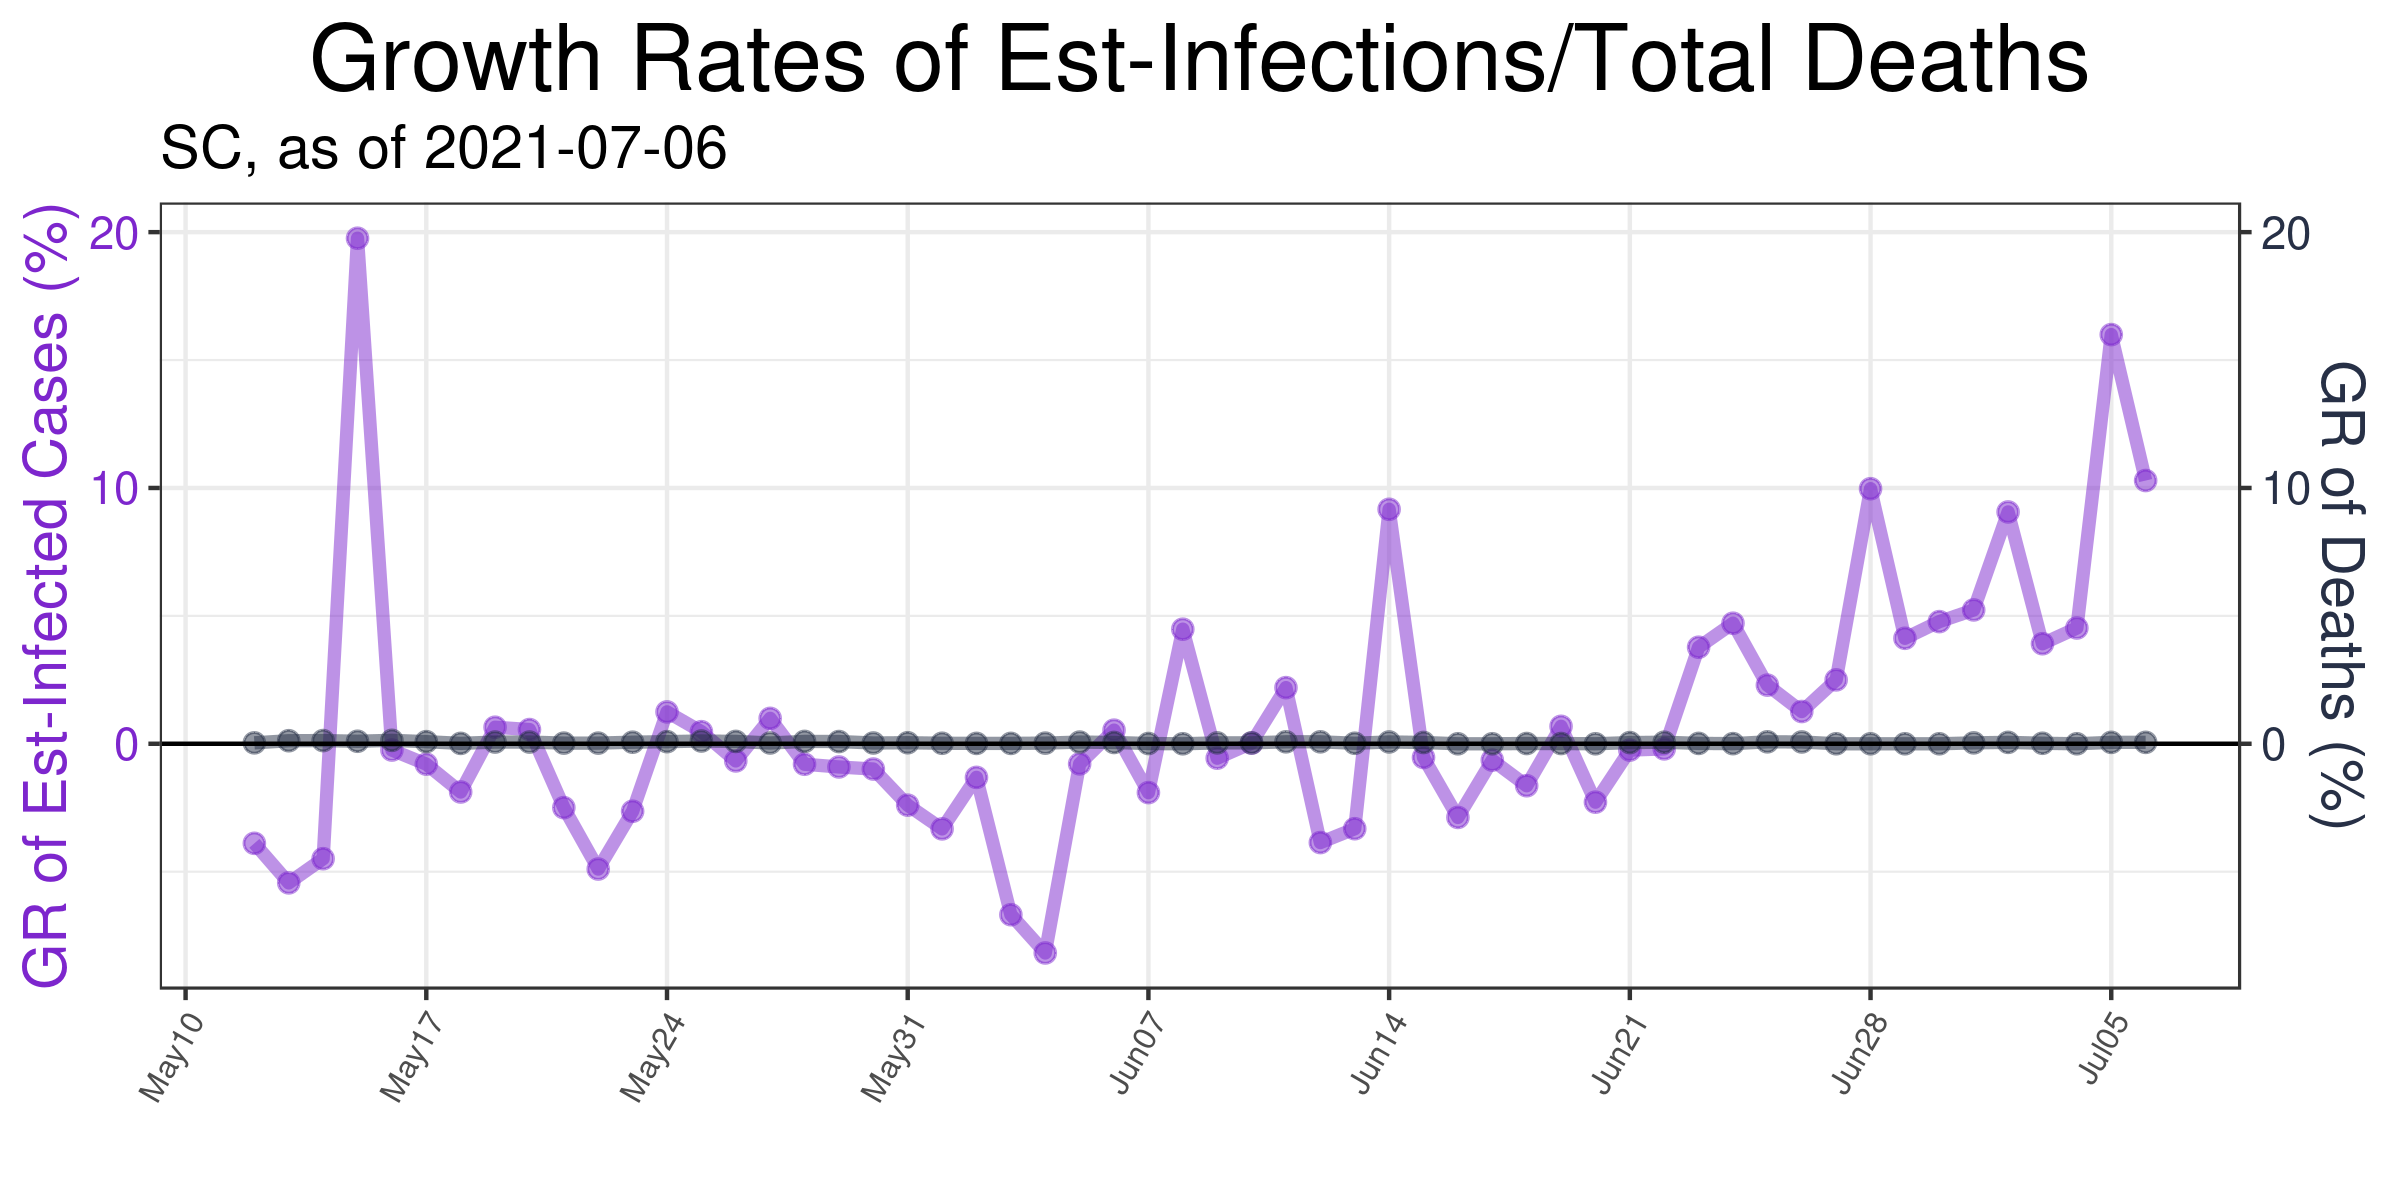 Growth Rates of Est-Infections/Total Deaths
SC, as of 2021-07-06
GR of Est-Infected Cases (%)
20
10
0
20
10
0
GR of Deaths (%)
May10
May17
May24
May31
Jun07
Jun14
Jun21
Jun28
Jul05